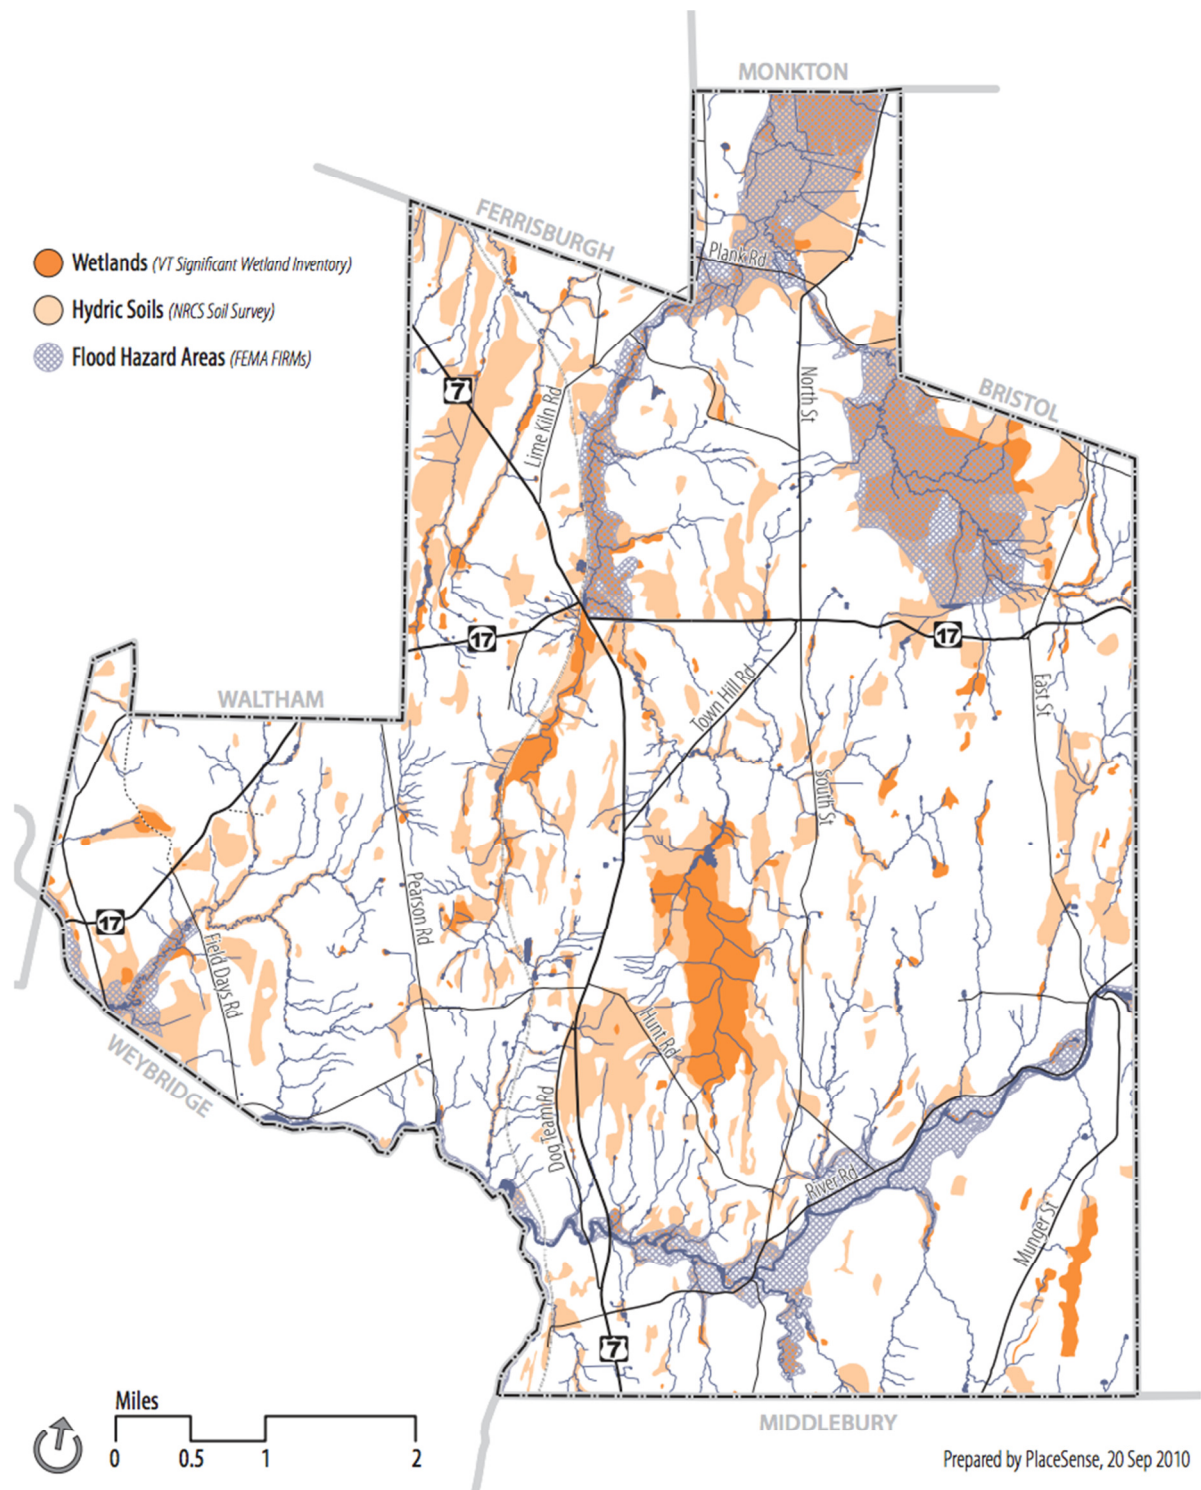 MONKTON
FERRISBURGH
Wetlands (VT Significant Wetland Inventory)
Hydric Soils (NRCS Soil Survey)
Flood Hazard Areas (FEMA FIRMs)
Plank Rd
7
Lime Kiln Rd
North St
BRISTOL
17
17
WALTHAM
Town Hill Rd
East St
South St
Pearson Rd
17
Field Days Rd
Hunt Rd
WEYBRIDGE
Dog Team Rd
River Rd
Munger St
7
Miles
0 0.5 1 2
MIDDLEBURY
Prepared by PlaceSense, 20 Sep 2010